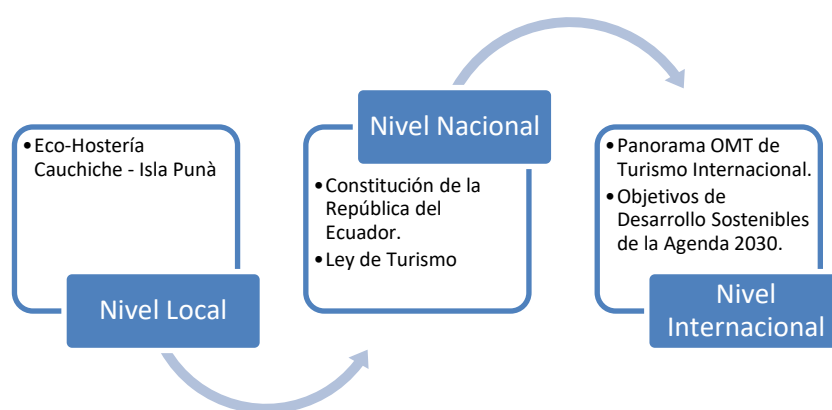 •Eco-Hostería
Cauchiche - Isla Punà
Nivel Local
Nivel Nacional
•Constitución de la
República del
Ecuador.
•Ley de Turismo
•Panorama OMT de
Turismo Internacional.
•Objetivos de
Desarrollo Sostenibles
de la Agenda 2030.
Nivel
Internacional